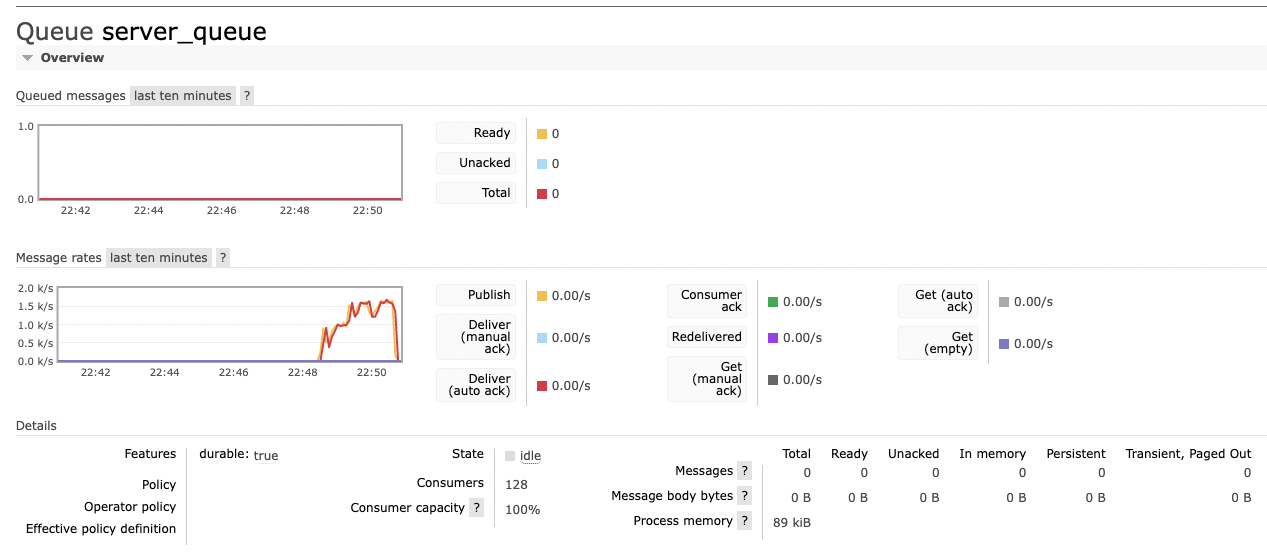 Queue server_queue
Overview
Queued messages last ten minutes ?
1.0
0.0
22:42 22:44 22:46 22:48 22:50
Ready 0
Unacked 0
Total 0
Message rates last ten minutes ?
2.0 k/s
1.5 k/s
1.0 k/s
0.5 k/s
0.0 k/s
22:42 22:44 22:46 22:48 22:50
Publish 0.00/s
Deliver
(manual
ack)
0.00/s
Deliver
(auto ack)
0.00/s
Consumer
ack
0.00/s
Redelivered 0.00/s
Get
(manual
ack)
0.00/s
Get (auto
ack)
0.00/s
Get
(empty)
0.00/s
Details
Features durable: true
Policy
Operator policy
Effective policy definition
State idle
Consumers 128
Consumer capacity ? 100%
Total Ready Unacked In memory Persistent Transient, Paged Out
Messages ? 0 0 0 0 0 0
Message body bytes ? 0 B 0 B 0 B 0 B 0 B 0 B
Process memory ? 89 kiB